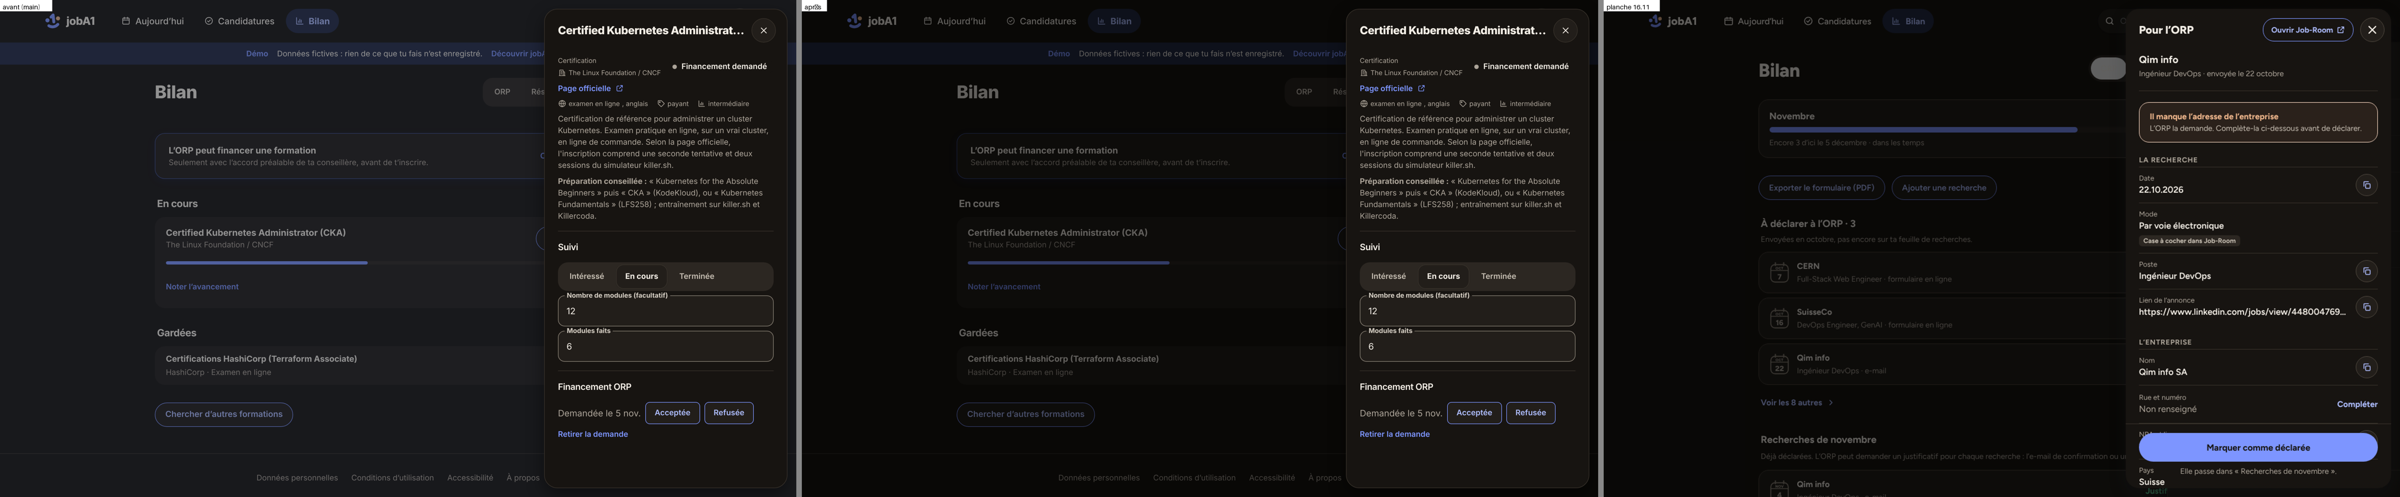 avant (main)
jobA1
Aujourd'hui
Candidatures
Bilan
Démo Données fictives : rien de ce que tu fais n'est enregistré. Découvrir job
Bilan
ORP
L'ORP peut financer une formation
Seulement avec l'accord préalable de ta conseillère, avant de t'inscrire.
En cours
Certified Kubernetes Administrator (CKA)
The Linux Foundation / CNCF
Noter l'avancement
Gardées
Certifications HashiCorp (Terraform Associate)
HashiCorp · Examen en ligne
Chercher d'autres formations
Données personnelles Conditions d'utilisation Accessibilité À propos
Certified Kubernetes Administrat...
Certification
The Linux Foundation / CNCF
Financement demandé
Page officielle
examen en ligne , anglais payant intermédiaire
Certification de référence pour administrer un cluster
Kubernetes. Examen pratique en ligne, sur un vrai cluster,
en ligne de commande. Selon la page officielle,
l'inscription comprend une seconde tentative et deux
sessions du simulateur killer.sh.
Préparation conseillée : « Kubernetes for the Absolute
Beginners » puis « CKA » (KodeKloud), ou « Kubernetes
Fundamentals » (LFS258) ; entraînement sur killer.sh et
Killercoda.
Suivi
Intéressé En cours Terminée
Nombre de modules (facultatif)
12
Modules faits
6
Financement ORP
Demandée le 5 nov. Acceptée Refusée
Retirer la demande
après
jobA1
Aujourd'hui
Candidatures
Bilan
Démo Données fictives : rien de ce que tu fais n'est enregistré. Découvrir job
Bilan
ORP
L'ORP peut financer une formation
Seulement avec l'accord préalable de ta conseillère, avant de t'inscrire.
En cours
Certified Kubernetes Administrator (CKA)
The Linux Foundation / CNCF
Noter l'avancement
Gardées
Certifications HashiCorp (Terraform Associate)
HashiCorp · Examen en ligne
Chercher d'autres formations
Données personnelles Conditions d'utilisation Accessibilité À propos
Certified Kubernetes Administrat...
Certification
The Linux Foundation / CNCF
Financement demandé
Page officielle
examen en ligne , anglais payant intermédiaire
Certification de référence pour administrer un cluster
Kubernetes. Examen pratique en ligne, sur un vrai cluster,
en ligne de commande. Selon la page officielle,
l'inscription comprend une seconde tentative et deux
sessions du simulateur killer.sh.
Préparation conseillée : « Kubernetes for the Absolute
Beginners » puis « CKA » (KodeKloud), ou « Kubernetes
Fundamentals » (LFS258) ; entraînement sur killer.sh et
Killercoda.
Suivi
Intéressé En cours Terminée
Nombre de modules (facultatif)
12
Modules faits
6
Financement ORP
Demandée le 5 nov. Acceptée Refusée
Retirer la demande
planche 16.11
jobA1
Aujourd'hui
Candidatures
Bilan
Bilan
Novembre
Encore 3 d'ici le 5 décembre · dans les temps
Exporter le formulaire (PDF)
Ajouter une recherche
À déclarer à l'ORP · 3
Envoyées en octobre, pas encore sur ta feuille de recherches.
7
CERN
Full-Stack Web Engineer · formulaire en ligne
16
SuisseCo
DevOps Engineer, GenAI · formulaire en ligne
22
Qim info
Ingénieur DevOps · e-mail
Voir les 8 autres
Recherches de novembre
Déjà déclarées. L'ORP peut demander un justificatif pour chaque recherche : l'e-mail de confirmation ou
Qim info
Pour l'ORP
Ouvrir Job-Room
Qim info
Ingénieur DevOps · envoyée le 22 octobre
Il manque l'adresse de l'entreprise
L'ORP la demande. Complète-la ci-dessous avant de déclarer.
LA RECHERCHE
Date
22.10.2026
Mode
Par voie électronique
Case à cocher dans Job-Room
Poste
Ingénieur DevOps
Lien de l'annonce
https://www.linkedin.com/jobs/view/448004769...
L'ENTREPRISE
Nom
Qim info SA
Rue et numéro
Non renseigné
Compléter
Marquer comme déclarée
Pays
Elle passe dans « Recherches de novembre ».
Suisse